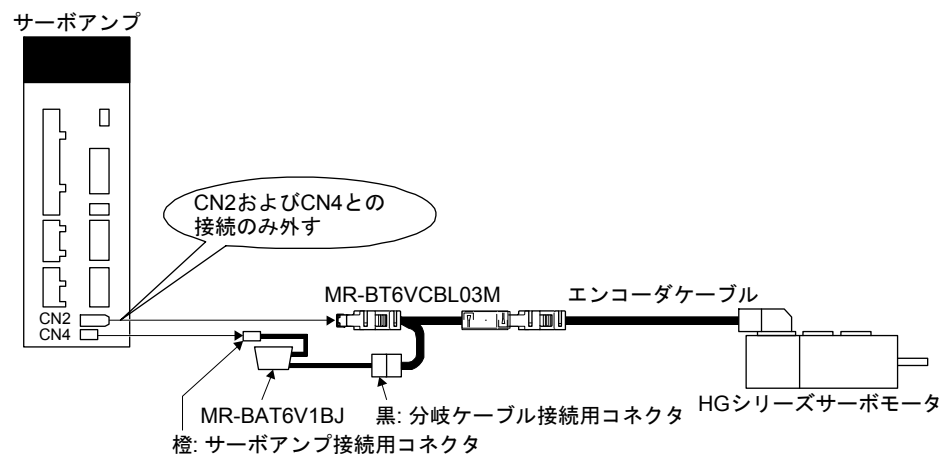 サーボアンプ
CN2およびCN4との
接続のみ外す
MR-BT6VCBL03M
エンコーダケーブル
CN2
CN4
MR-BAT6V1BJ
黒: 分岐ケーブル接続用コネクタ
HGシリーズサーボモータ
橙: サーボアンプ接続用コネクタ